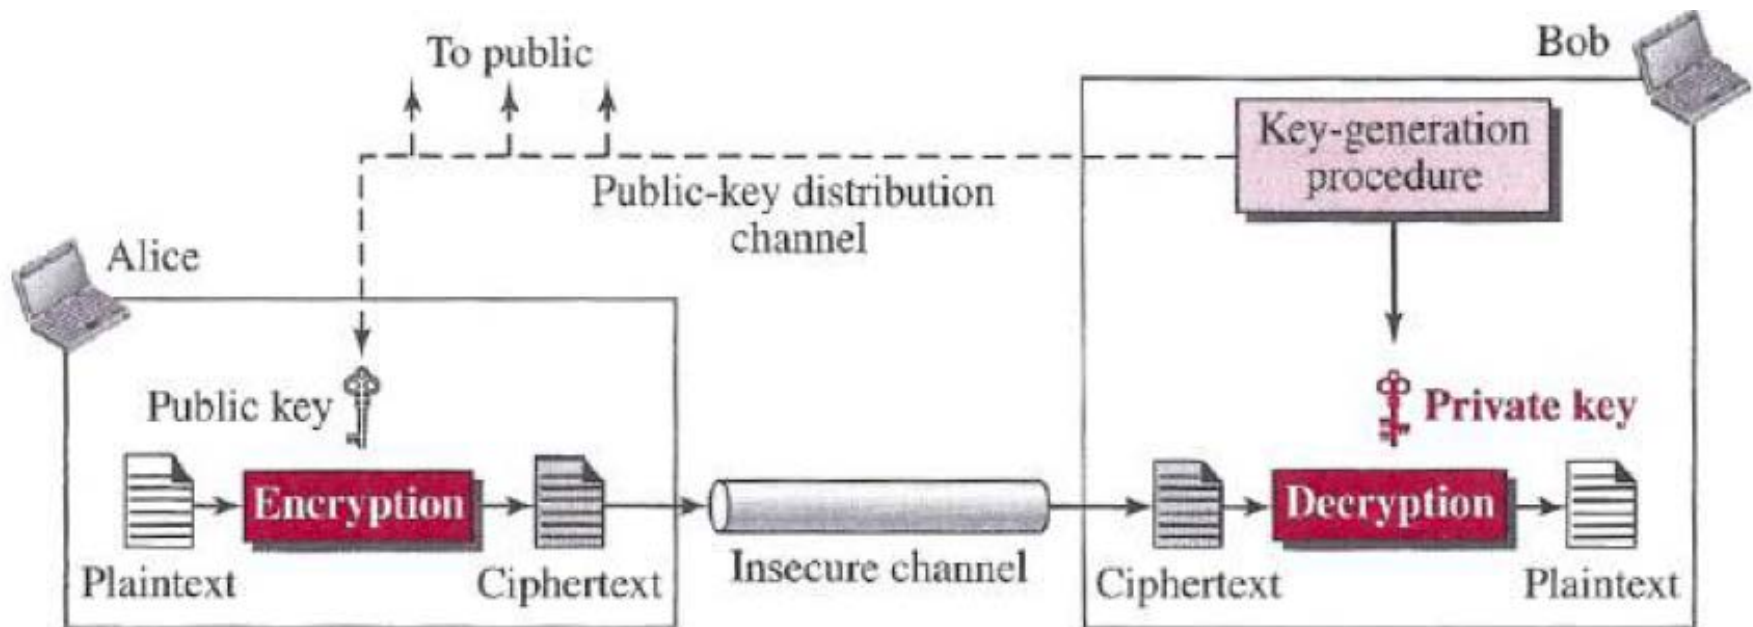 To public
Bob
Key-generation
procedure
Public-key distribution
channel
Alice
Public key
Private key
Encryption
Decryption
Plaintext
Ciphertext
Insecure channel
Ciphertext
Plaintext